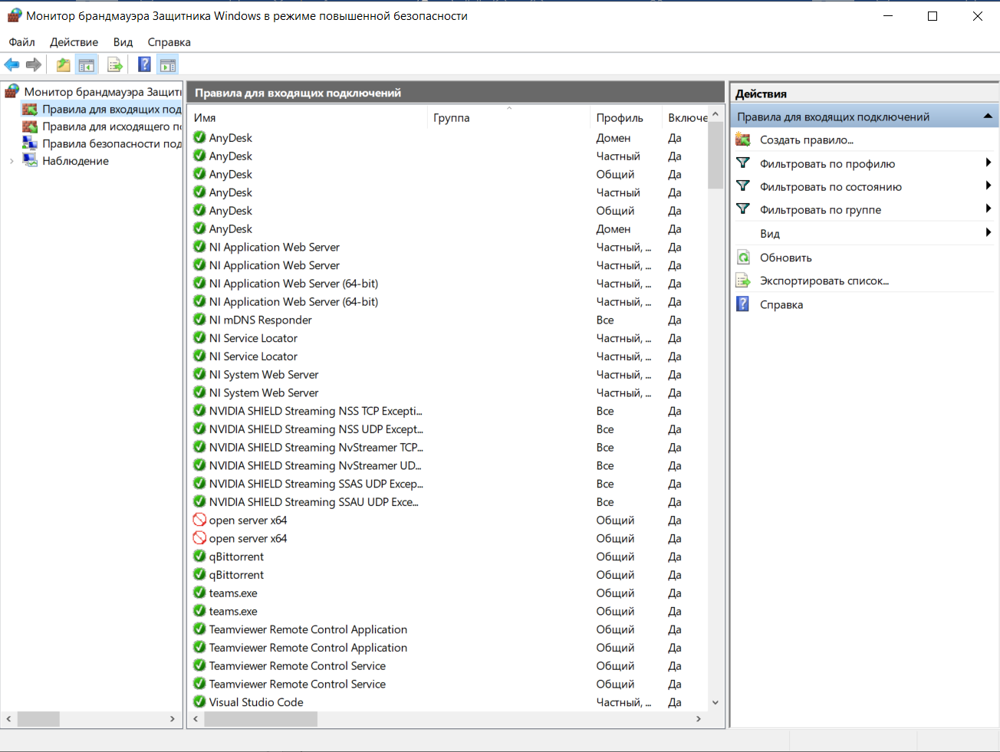 Монитор брандмауэра Защитника Windows в режиме повышенной безопасности
Файл Действие Вид Справка
Монитор брандмауэра Защит
Правила для входящих под
Правила для исходящего п
Правила безопасности под
Наблюдение
Правила для входящих подключений
Имя Группа Профиль Включе
AnyDesk Домен Да
AnyDesk Частный Да
AnyDesk Общий Да
AnyDesk Частный Да
AnyDesk Общий Да
AnyDesk Домен Да
NI Application Web Server Частный, ... Да
NI Application Web Server Частный, ... Да
NI Application Web Server (64-bit) Частный, ... Да
NI Application Web Server (64-bit) Частный, ... Да
NI mDNS Responder Все Да
NI Service Locator Частный, ... Да
NI Service Locator Частный, ... Да
NI System Web Server Частный, ... Да
NI System Web Server Частный, ... Да
NVIDIA SHIELD Streaming NSS TCP Excepti... Все Да
NVIDIA SHIELD Streaming NSS UDP Except... Все Да
NVIDIA SHIELD Streaming NvStreamer TCP... Все Да
NVIDIA SHIELD Streaming NvStreamer UD... Все Да
NVIDIA SHIELD Streaming SSAS UDP Excep... Все Да
NVIDIA SHIELD Streaming SSAU UDP Exce... Все Да
open server x64 Общий Да
open server x64 Общий Да
qBittorrent Общий Да
qBittorrent Общий Да
teams.exe Общий Да
teams.exe Общий Да
Teamviewer Remote Control Application Общий Да
Teamviewer Remote Control Application Общий Да
Teamviewer Remote Control Service Общий Да
Teamviewer Remote Control Service Общий Да
Visual Studio Code Частный, ... Да
Действия
Правила для входящих подключений
Создать правило...
Фильтровать по профилю
Фильтровать по состоянию
Фильтровать по группе
Вид
Обновить
Экспортировать список...
Справка